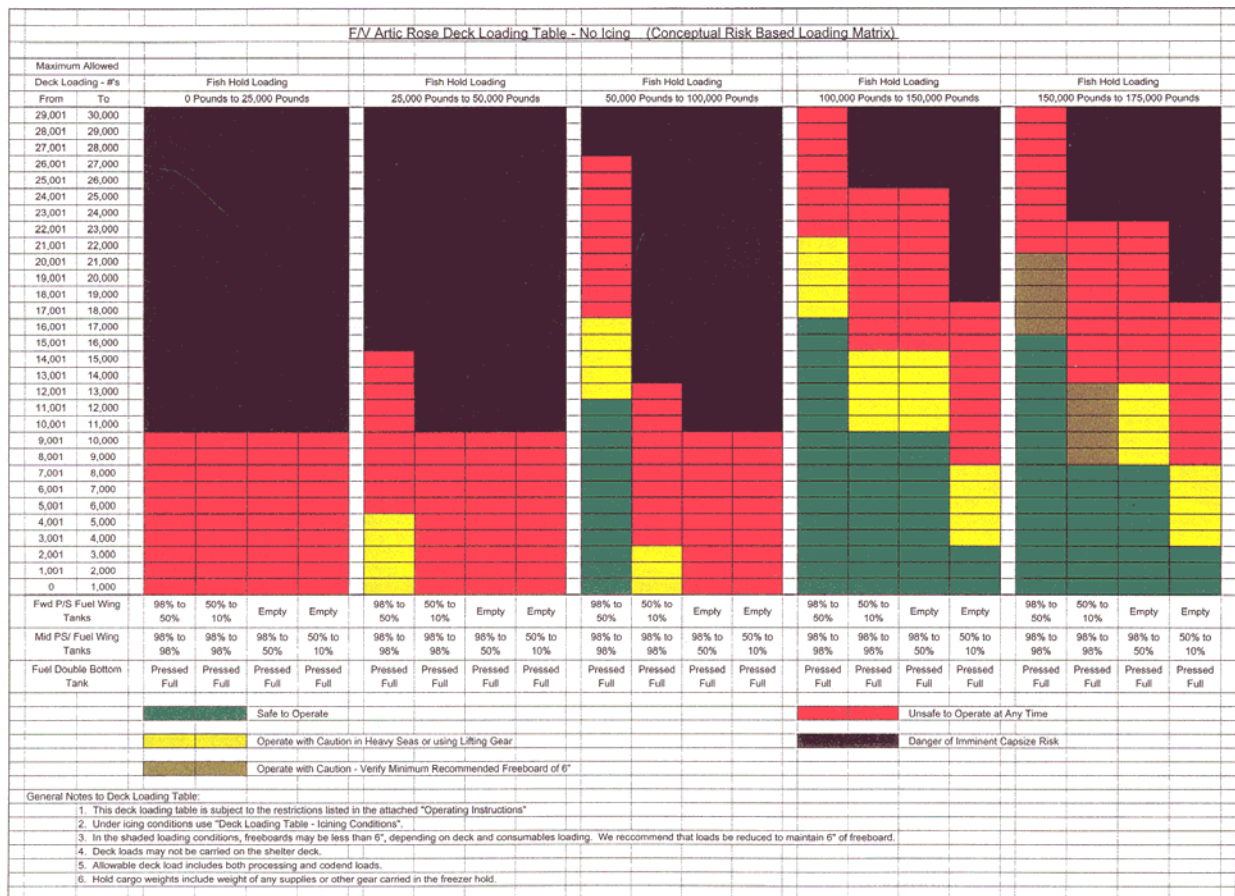 F/V Artic Rose Deck Loading Table - No Icing (Conceptual Risk Based Loading Matrix)
Maximum Allowed
Deck Loading - #'s Fish Hold Loading Fish Hold Loading Fish Hold Loading Fish Hold Loading Fish Hold Loading
From To 0 Pounds to 25,000 Pounds 25,000 Pounds to 50,000 Pounds 50,000 Pounds to 100,000 Pounds 100,000 Pounds to 150,000 Pounds 150,000 Pounds to 175,000 Pounds
29,001 30,000
28,001 29,000
27,001 28,000
26,001 27,000
25,001 26,000
24,001 25,000
23,001 24,000
22,001 23,000
21,001 22,000
20,001 21,000
19,001 20,000
18,001 19,000
17,001 18,000
16,001 17,000
15,001 16,000
14,001 15,000
13,001 14,000
12,001 13,000
11,001 12,000
10,001 11,000
9,001 10,000
8,001 9,000
7,001 8,000
6,001 7,000
5,001 6,000
4,001 5,000
3,001 4,000
2,001 3,000
1,001 2,000
0 1,000
Fwd P/S Fuel Wing 98% to 50% to Empty Empty 98% to 50% to Empty Empty 98% to 50% to Empty Empty 98% to 50% to Empty Empty 98% to 50% to Empty Empty
Tanks 50% 10% 50% 10% 50% 10% 50% 10% 50% 10%
Mid PS/ Fuel Wing 98% to 98% to 98% to 50% to 98% to 98% to 98% to 50% to 98% to 98% to 98% to 50% to 98% to 98% to 98% to 50% to 98% to 98% to 98% to 50% to
Tanks 98% 98% 50% 10% 98% 98% 50% 10% 98% 98% 50% 10% 98% 98% 50% 10% 98% 98% 50% 10%
Fuel Double Bottom Pressed Pressed Pressed Pressed Pressed Pressed Pressed Pressed Pressed Pressed Pressed Pressed Pressed Pressed Pressed Pressed Pressed Pressed Pressed Pressed
Tank Full Full Full Full Full Full Full Full Full Full Full Full Full Full Full Full Full Full Full Full
Safe to Operate Unsafe to Operate at Any Time
Operate with Caution in Heavy Seas or using Lifting Gear Danger of Imminent Capsize Risk
Operate with Caution - Verify Minimum Recommended Freeboard of 6"
General Notes to Deck Loading Table:
1. This deck loading table is subject to the restrictions listed in the attached "Operating Instructions"
2. Under icing conditions use "Deck Loading Table - Icining Conditions".
3. In the shaded loading conditions, freeboards may be less than 6", depending on deck and consumables loading. We reccommend that loads be reduced to maintain 6" of freeboard.
4. Deck loads may not be carried on the shelter deck.
5. Allowable deck load includes both processing and codend loads.
6. Hold cargo weights include weight of any supplies or other gear carried in the freezer hold.